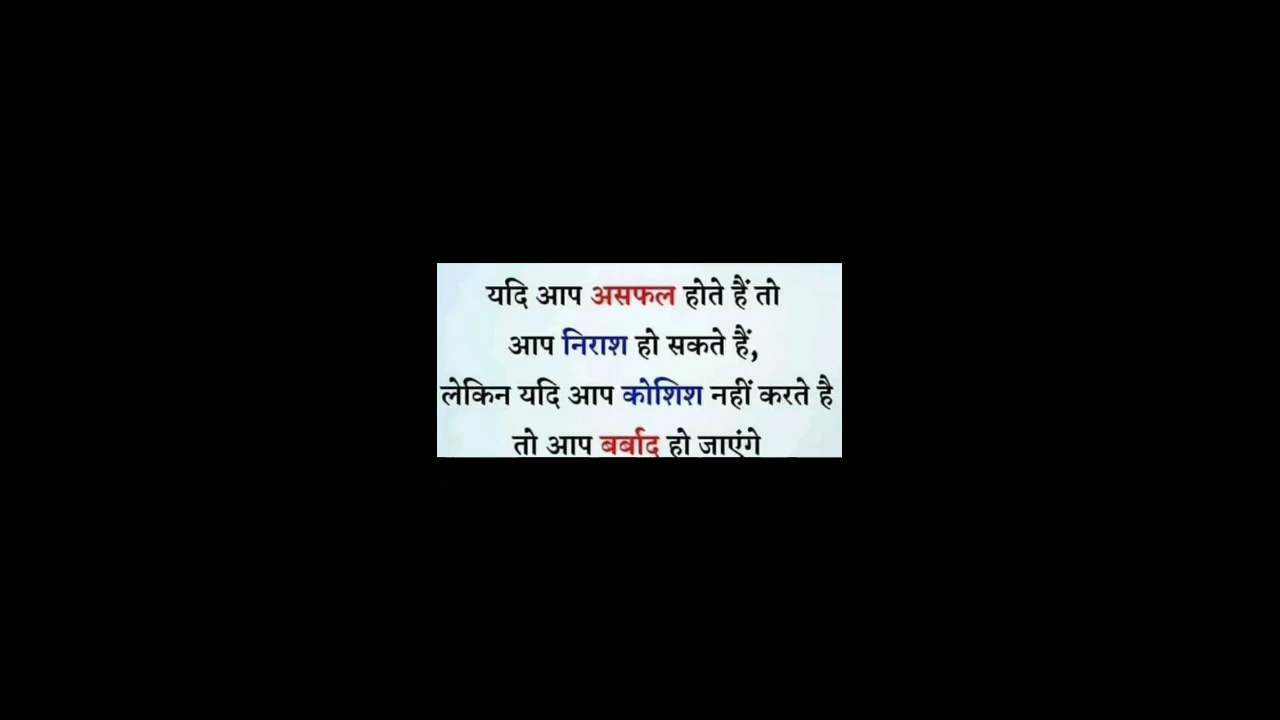 यदि आप असफल होते हैं तो
आप निराश हो सकते हैं,
लेकिन यदि आप कोशिश नहीं करते है
तो आप बर्बाद हो जाएंगे